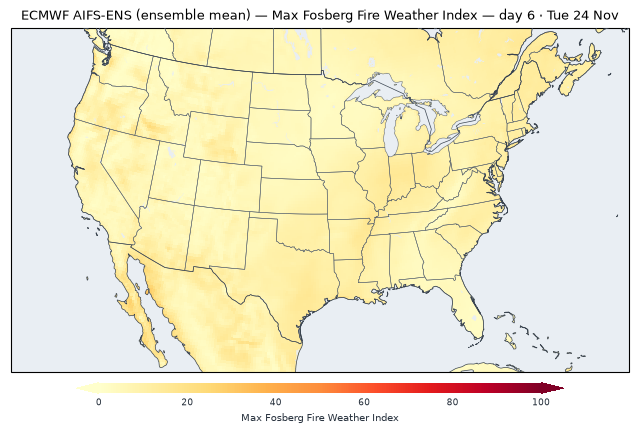 ECMWF AIFS-ENS (ensemble mean) — Max Fosberg Fire Weather Index — day 6 · Tue 24 Nov
0 20 40 60 80 100
Max Fosberg Fire Weather Index